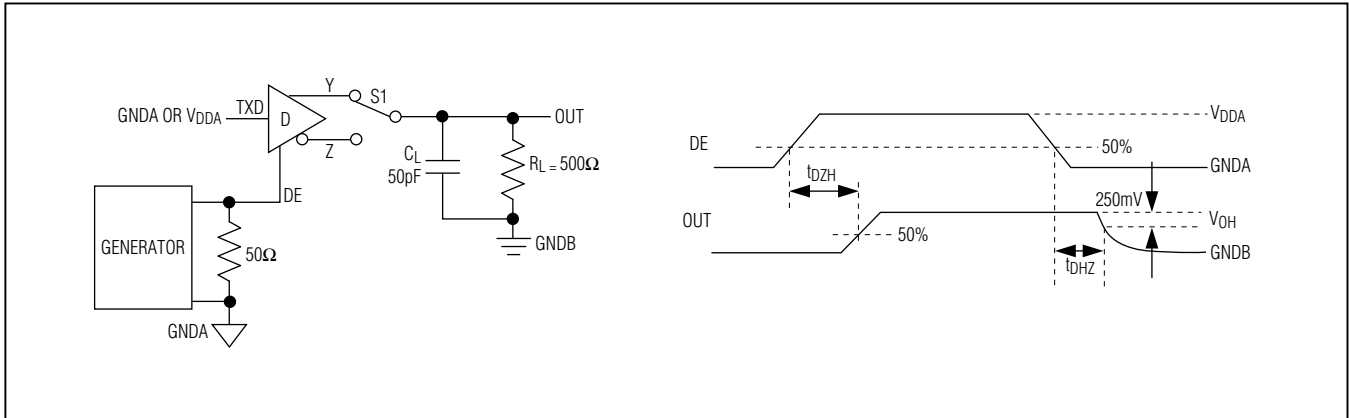 GNDA OR VDDA
TXD
D
Y
Z
S1
OUT
CL
50pF
RL = 500Ω
GNDB
DE
GENERATOR
50Ω
GNDA
DE
VDDA
50%
GNDA
tDZH
250mV
OUT
VOH
50%
GNDB
tDHZ